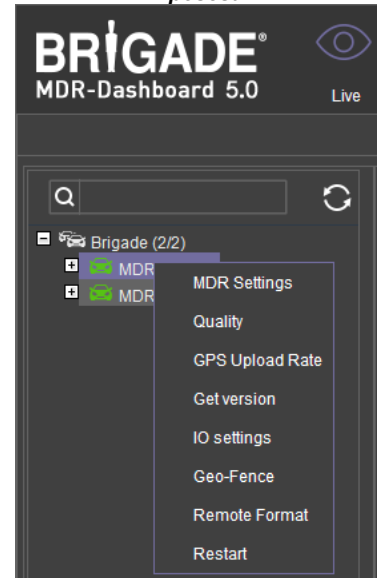 BRIGADE®
MDR-Dashboard 5.0
Live
Brigade (2/2)
MDR
MDR
MDR Settings
Quality
GPS Upload Rate
Get version
IO settings
Geo-Fence
Remote Format
Restart